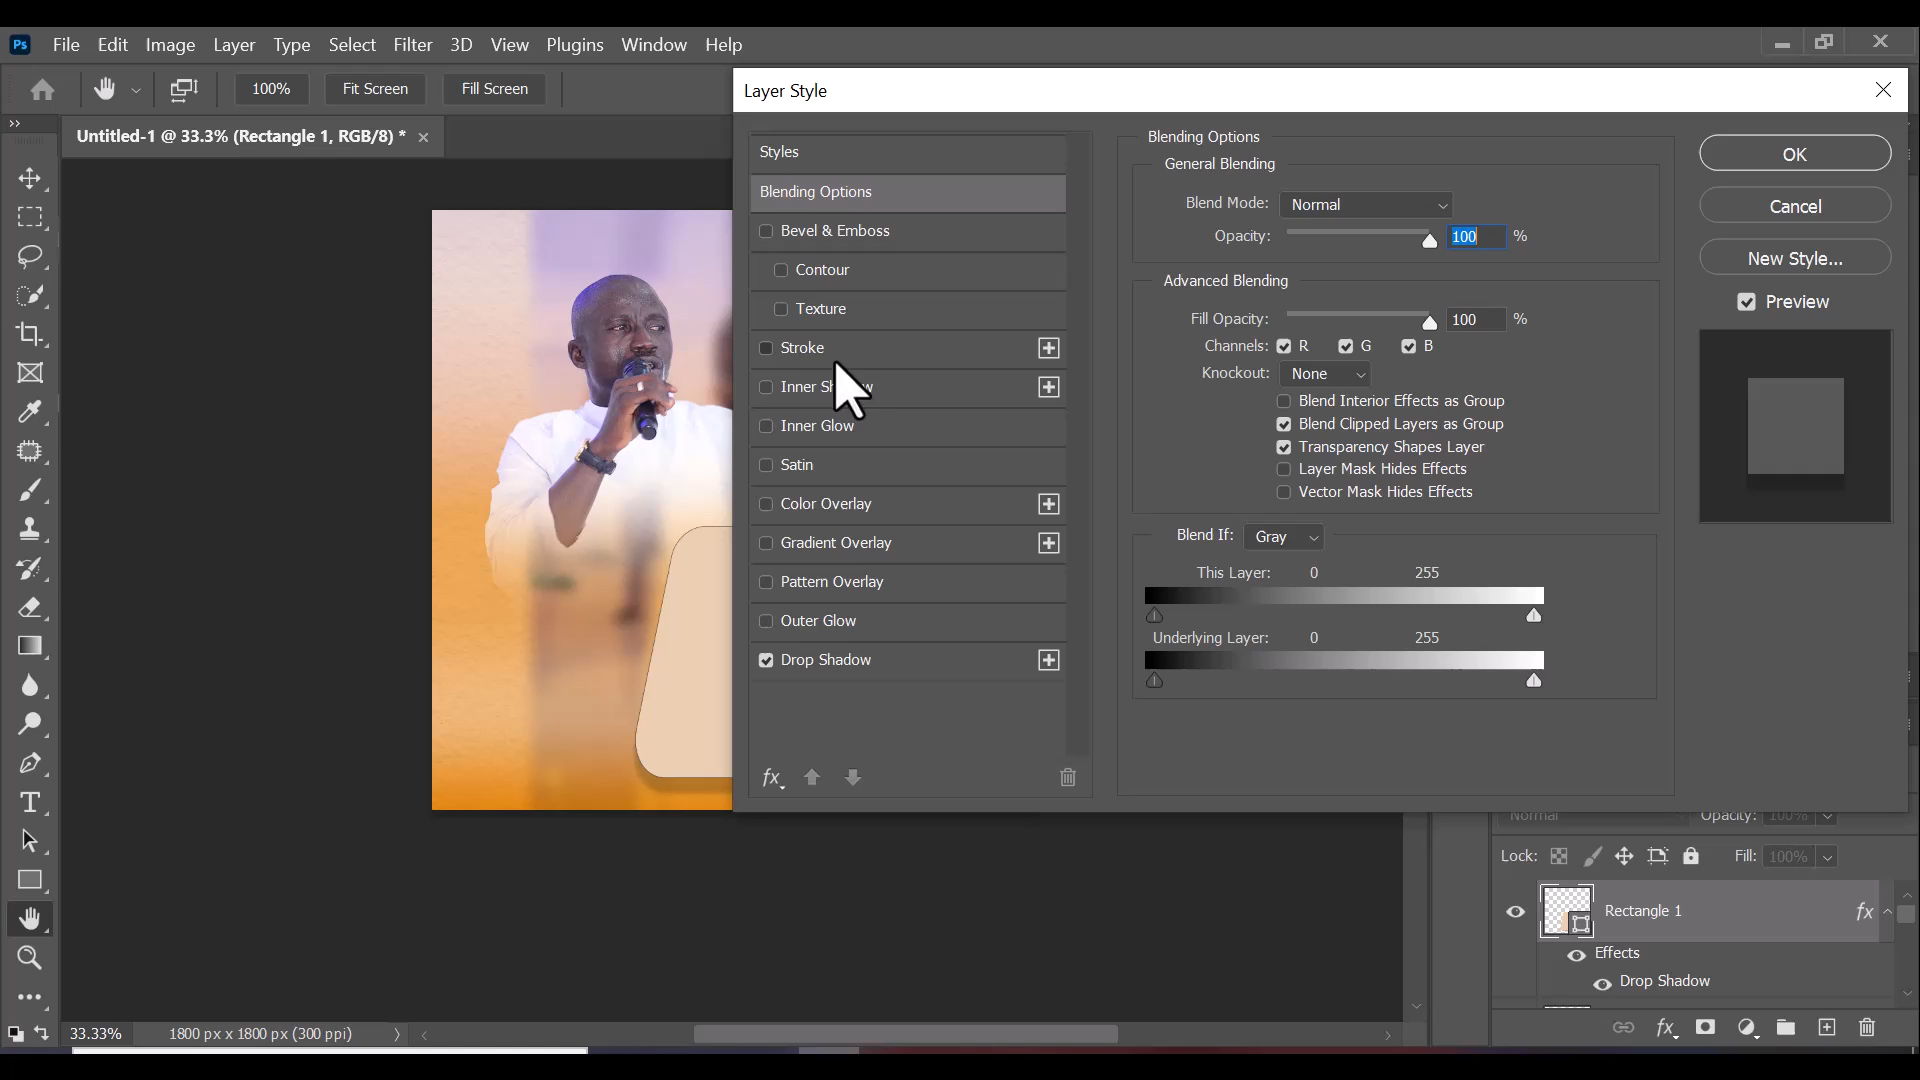 Ps File Edit Image Layer Type Select Filter 3D View Plugins Window Help
100% Fit Screen Fill Screen
Layer Style
Untitled-1 @ 33.3% (Rectangle 1, RGB/8) *
Styles
Blending Options
Bevel & Emboss
Contour
Texture
Stroke
Inner Sh
Inner Glow
Satin
Color Overlay
Gradient Overlay
Pattern Overlay
Outer Glow
Drop Shadow
fx
Blending Options
General Blending
Blend Mode: Normal
Opacity: 100 %
Advanced Blending
Fill Opacity: 100 %
Channels: R G B
Knockout: None
Blend Interior Effects as Group
Blend Clipped Layers as Group
Transparency Shapes Layer
Layer Mask Hides Effects
Vector Mask Hides Effects
Blend If: Gray
This Layer: 0 255
Underlying Layer: 0 255
OK
Cancel
New Style...
Preview
Normal Opacity: 100%
Lock: Fill: 100%
Rectangle 1 fx
Effects
Drop Shadow
fx
33.33% 1800 px x 1800 px (300 ppi)